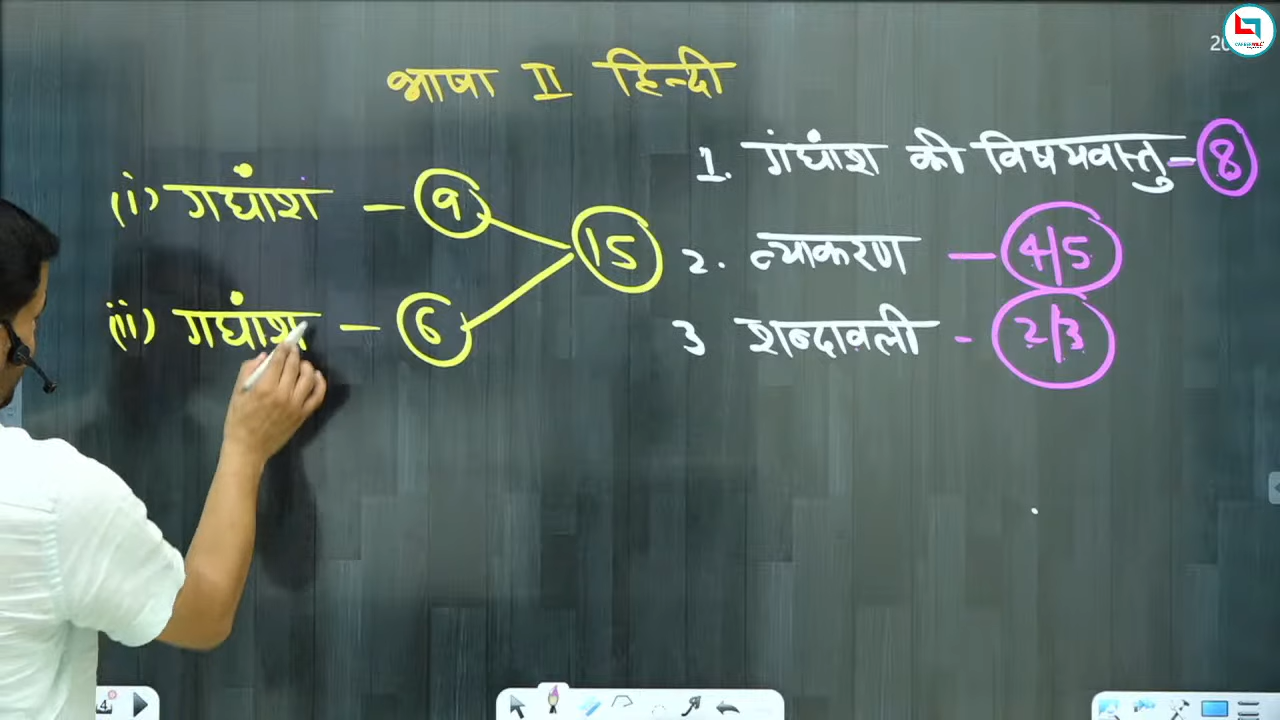 भाषा II हिन्दी
(i) गद्यांश – 9
(ii) गद्यांश – 6
15
1. गद्यांश की विषयवस्तु – 8
2. व्याकरण – 4/5
3 शब्दावली - 2/3